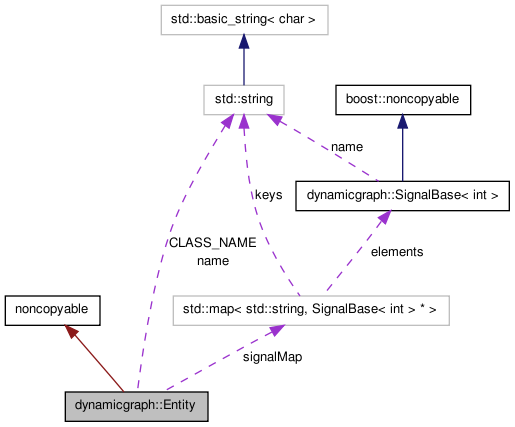 std::basic_string< char >
std::string
boost::noncopyable
name
dynamicgraph::SignalBase< int >
keys
CLASS_NAME
name
elements
noncopyable
std::map< std::string, SignalBase< int > * >
signalMap
dynamicgraph::Entity